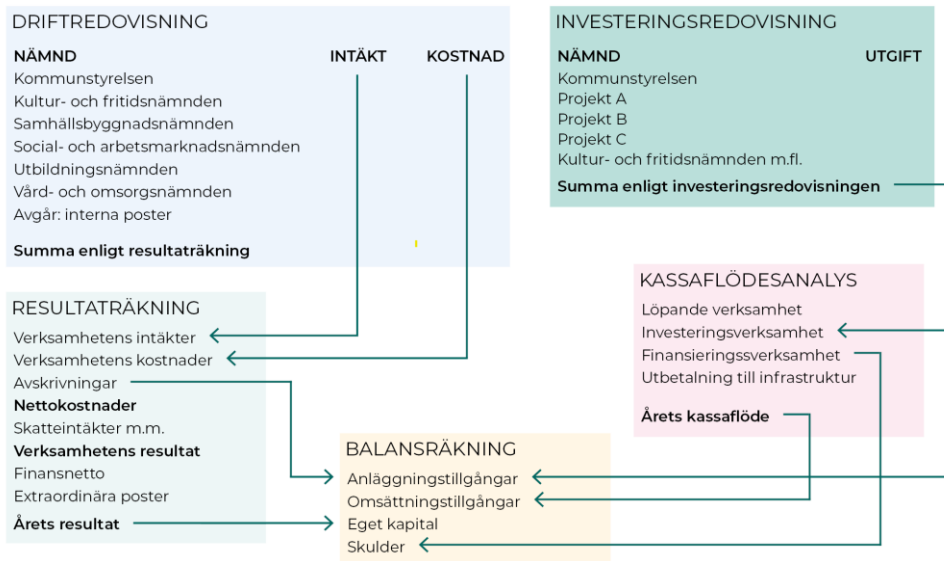 DRIFTREDOVISNING
NÄMND INTÄKT KOSTNAD
Kommunstyrelsen
Kultur- och fritidsnämnden
Samhällsbyggnadsnämnden
Social- och arbetsmarknadsnämnden
Utbildningsnämnden
Vård- och omsorgsnämnden
Avgår: interna poster
Summa enligt resultaträkning
INVESTERINGSREDOVISNING
NÄMND UTGIFT
Kommunstyrelsen
Projekt A
Projekt B
Projekt C
Kultur- och fritidsnämnden m.fl.
Summa enligt investeringsredovisningen
RESULTATRÄKNING
Verksamhetens intäkter
Verksamhetens kostnader
Avskrivningar
Nettokostnader
Skatteintäkter m.m.
Verksamhetens resultat
Finansnetto
Extraordinära poster
Årets resultat
KASSAFLÖDESANALYS
Löpande verksamhet
Investeringsverksamhet
Finansieringssverksamhet
Utbetalning till infrastruktur
Årets kassaflöde
BALANSRÄKNING
Anläggningstillgångar
Omsättningstillgångar
Eget kapital
Skulder